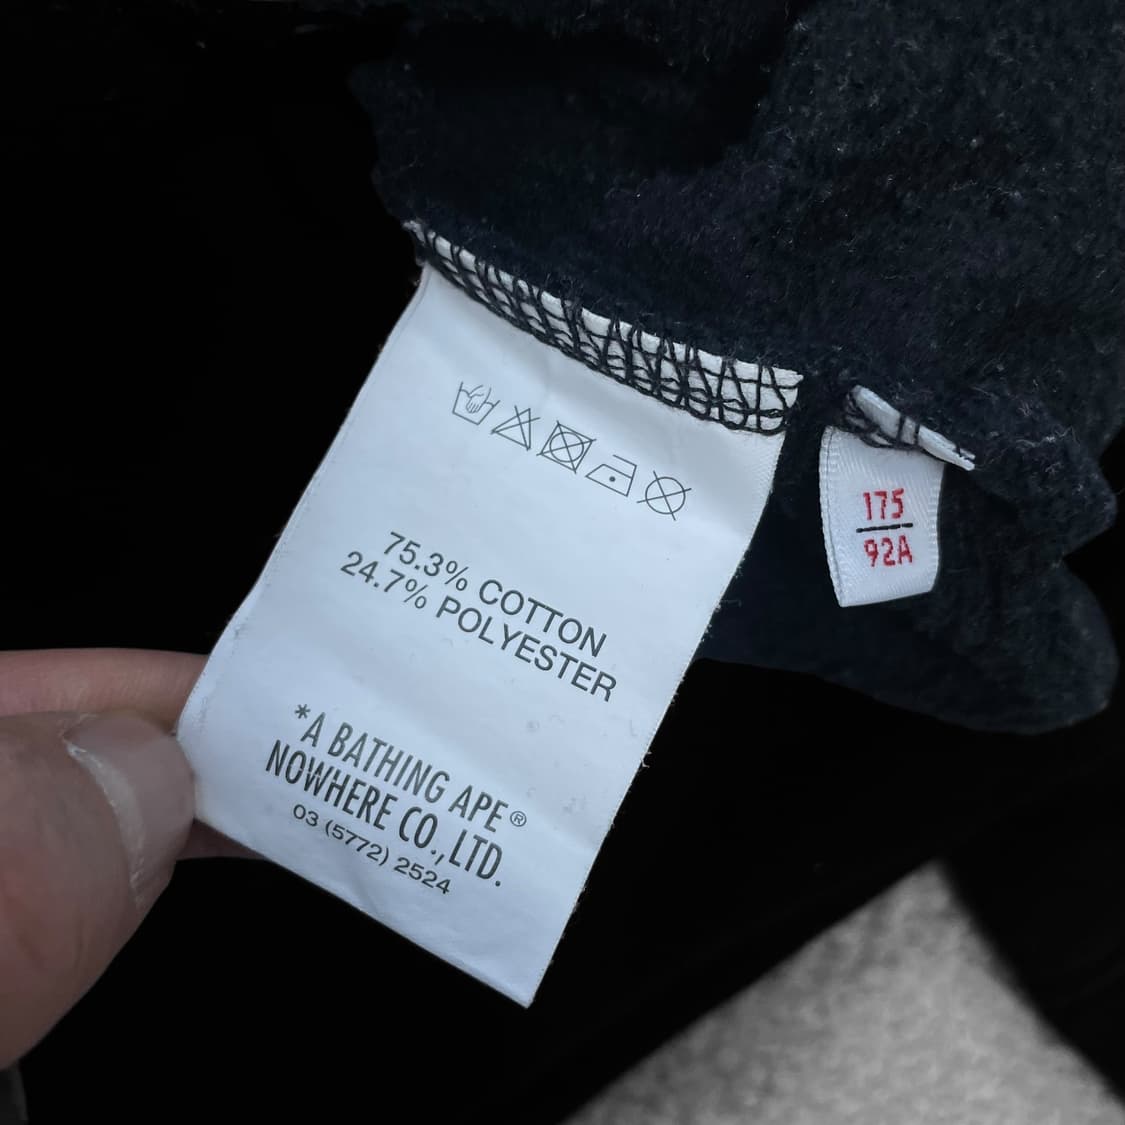 75.3% COTTON
24.7% POLYESTER
*A BATHING APE®
NOWHERE CO.,LTD.
03 (5772) 2524
175
92A